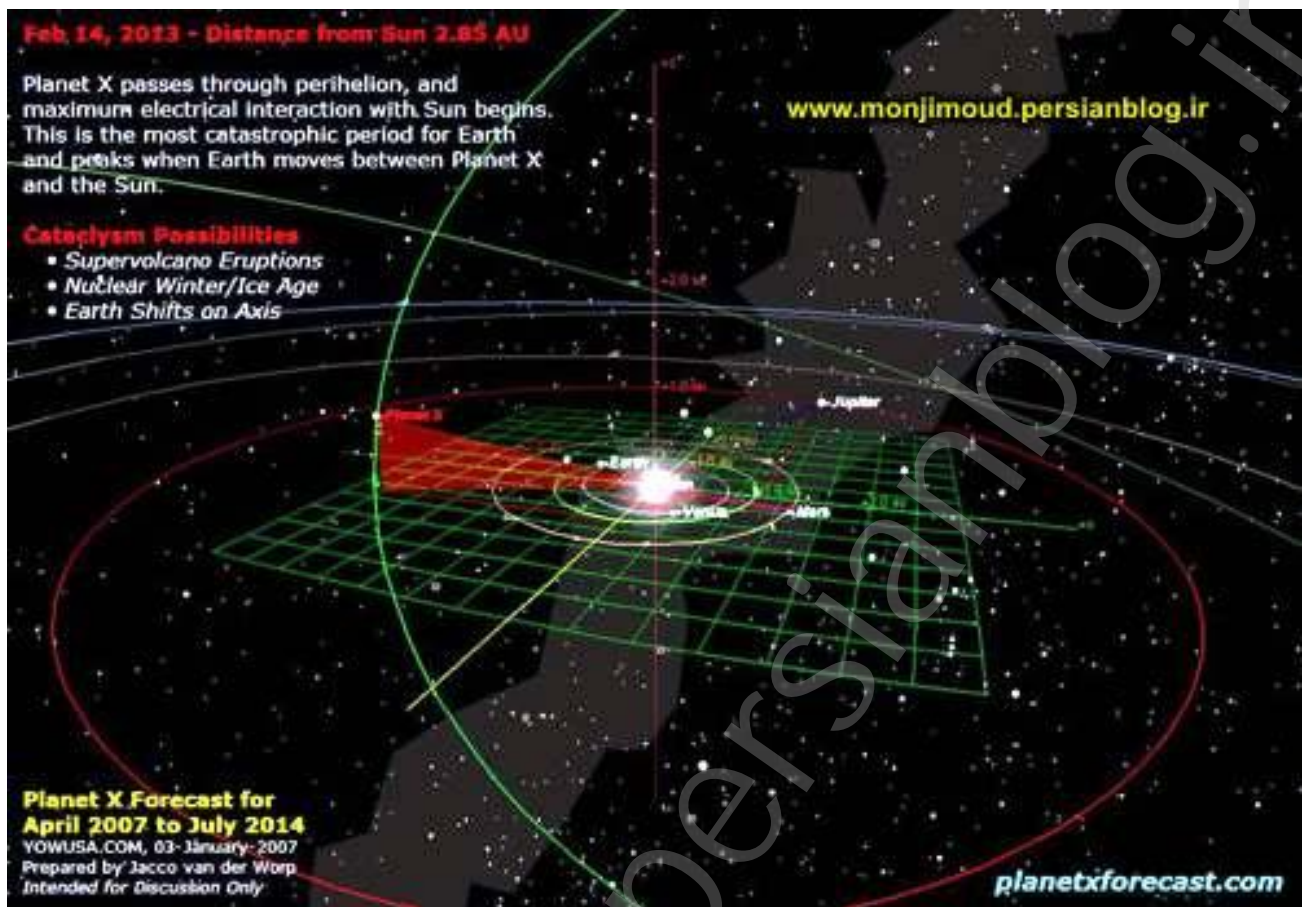 Feb 14, 2013 - Distance from Sun 2.85 AU
Planet X passes through perihelion, and
maximum electrical interaction with Sun begins.
This is the most catastrophic period for Earth
and peaks when Earth moves between Planet X
and the Sun.
www.monjimoud.persianblog.ir
Cataclysm Possibilities
• Supervolcano Eruptions
• Nuclear Winter/Ice Age
• Earth Shifts on Axis
Jupiter
Earth
Venus
Mars
Planet X Forecast for
April 2007 to July 2014
YOWUSA.COM, 03-January-2007
Prepared by Jacco van der Worp
Intended for Discussion Only
planetxforecast.com
persianblog.ir